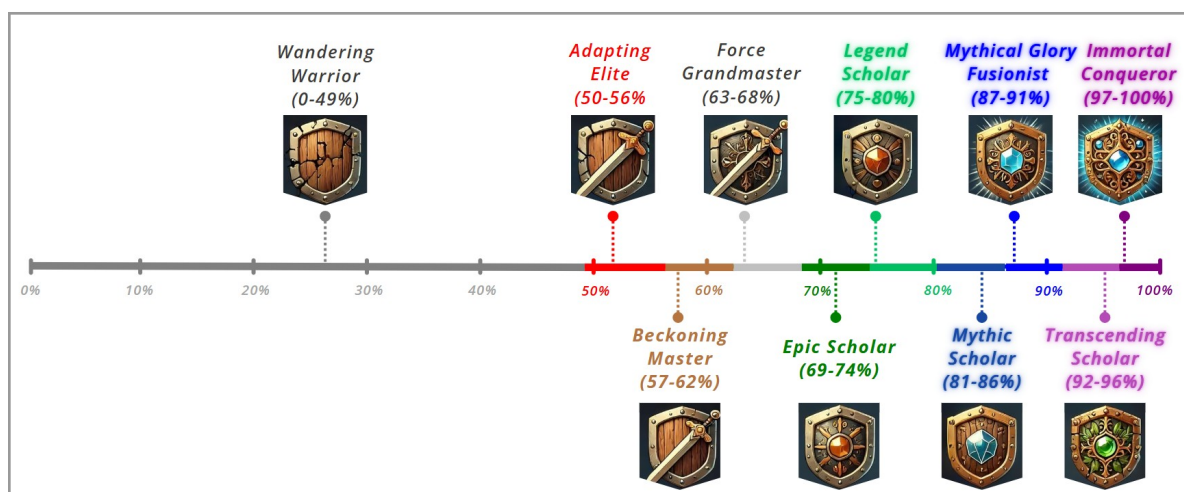 Wandering
Warrior
(0-49%)
Adapting
Elite
(50-56%
Force
Grandmaster
(63-68%)
Legend
Scholar
(75-80%)
Mythical Glory
Fusionist
(87-91%)
Immortal
Conqueror
(97-100%)
0%
10%
20%
30%
40%
50%
60%
70%
80%
90%
100%
Beckoning
Master
(57-62%)
Epic Scholar
(69-74%)
Mythic
Scholar
(81-86%)
Transcending
Scholar
(92-96%)